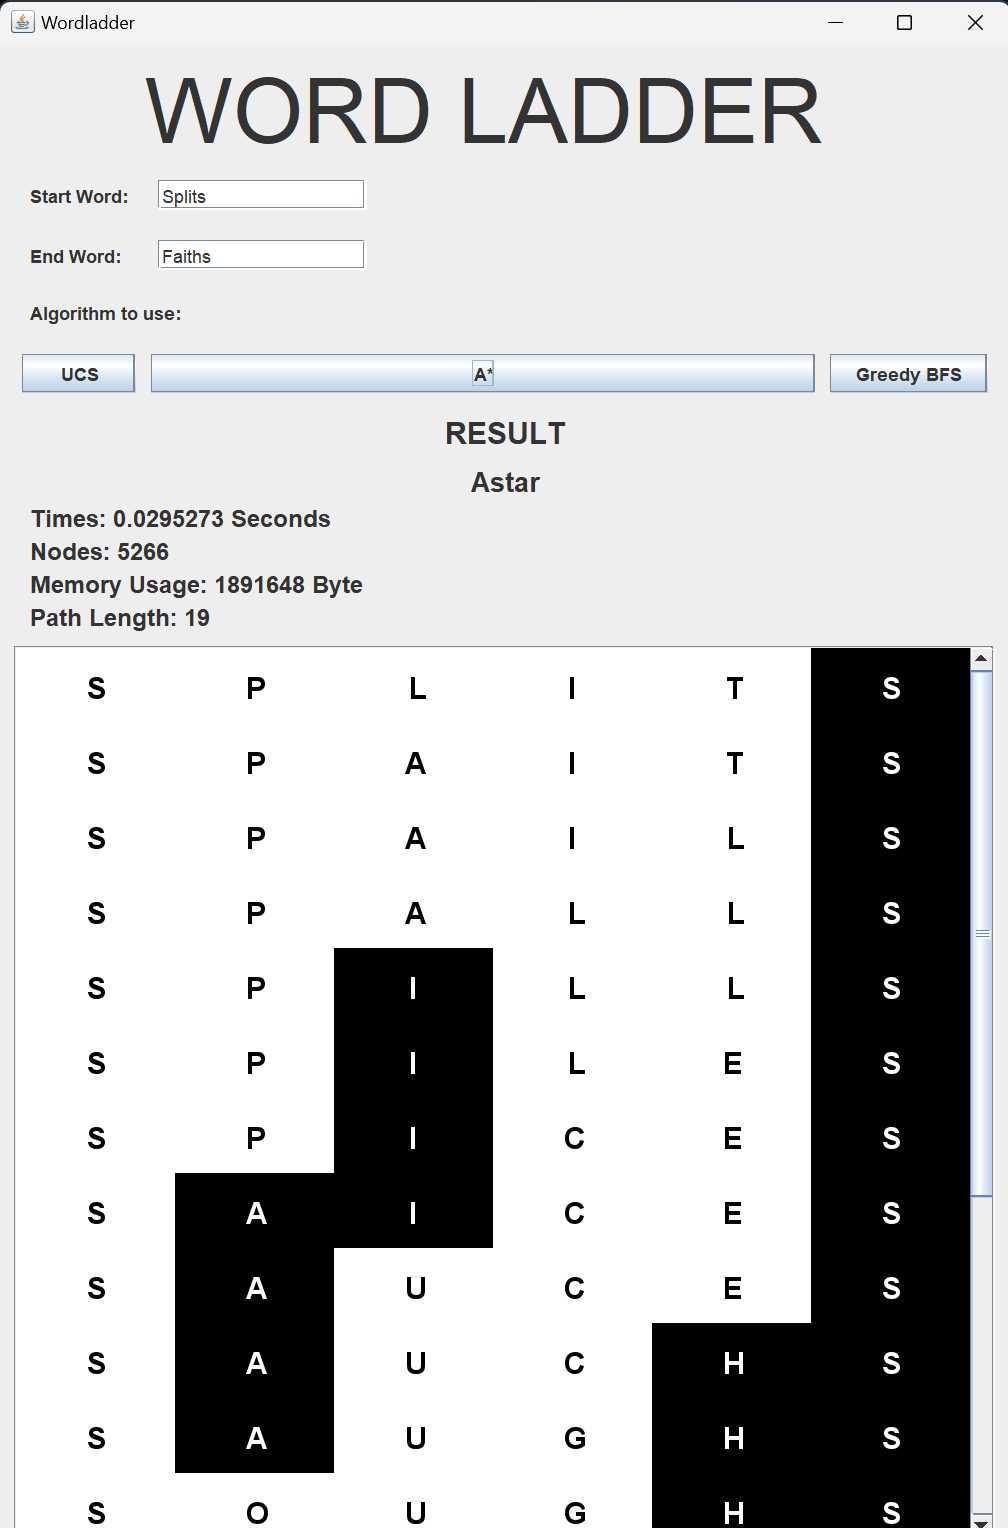 Wordladder
WORD LADDER
Start Word: Splits
End Word: Faiths
Algorithm to use:
UCS A* Greedy BFS
RESULT
Astar
Times: 0.0295273 Seconds
Nodes: 5266
Memory Usage: 1891648 Byte
Path Length: 19
S P L I T S
S P A I T S
S P A I L S
S P A L L S
S P I L L S
S P I L E S
S P I C E S
S A I C E S
S A U C E S
S A U C H S
S A U G H S
S O U G H S